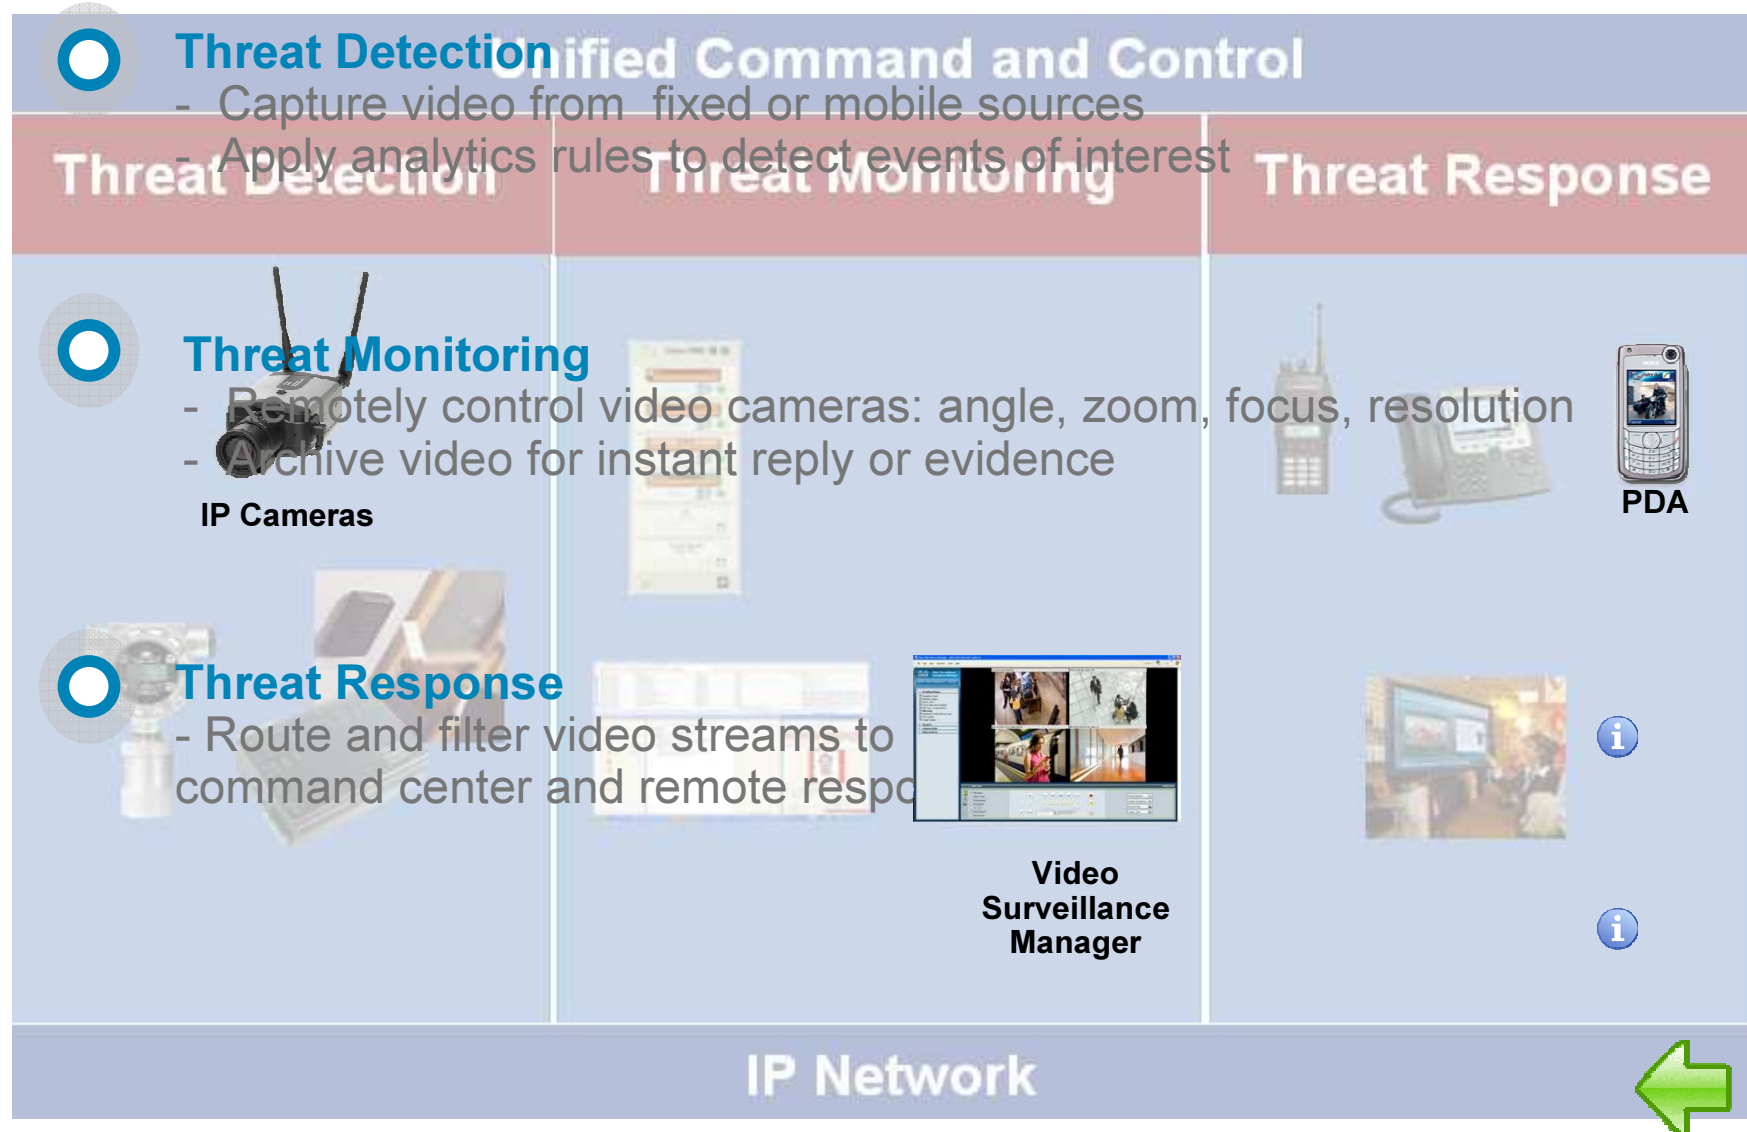 Unified Command and Control
Threat Detection
- Capture video from fixed or mobile sources
- Apply analytics rules to detect events of interest
Threat Detection
Threat Monitoring
Threat Response
Threat Monitoring
- Remotely control video cameras: angle, zoom, focus, resolution
- Archive video for instant reply or evidence
IP Cameras
PDA
Threat Response
- Route and filter video streams to
command center and remote respo
Video
Surveillance
Manager
IP Network